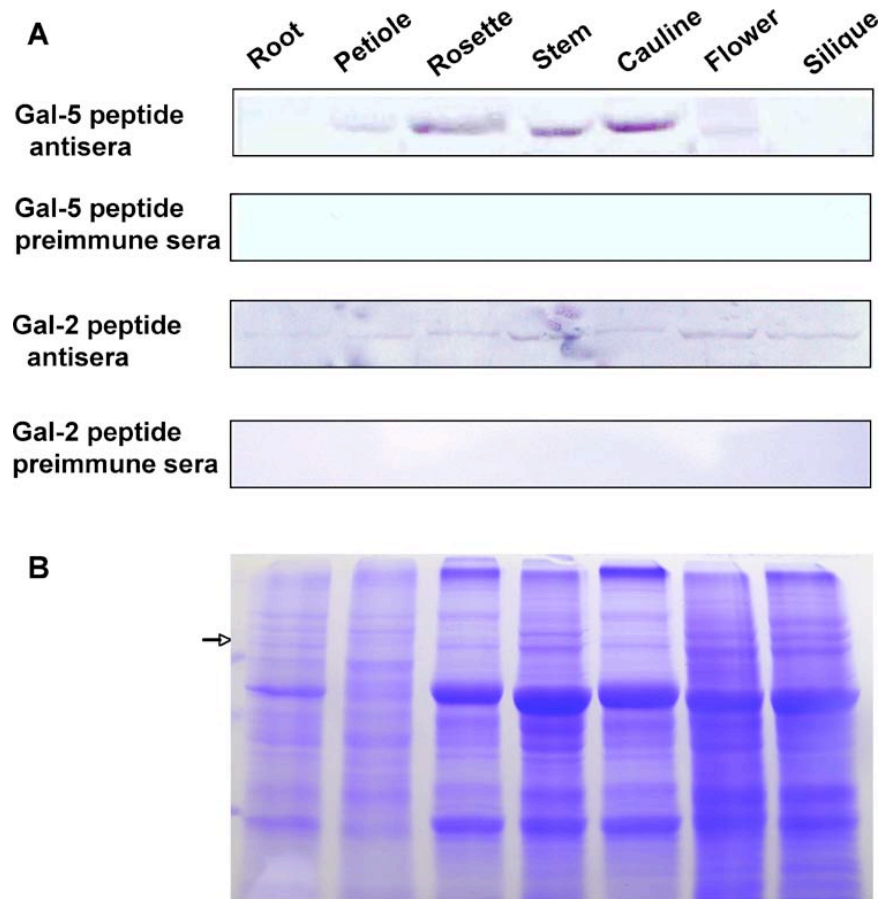 A
Root Petiole Rosette Stem Cauline Flower Silique
Gal-5 peptide
antisera
Gal-5 peptide
preimmune sera
Gal-2 peptide
antisera
Gal-2 peptide
preimmune sera
B